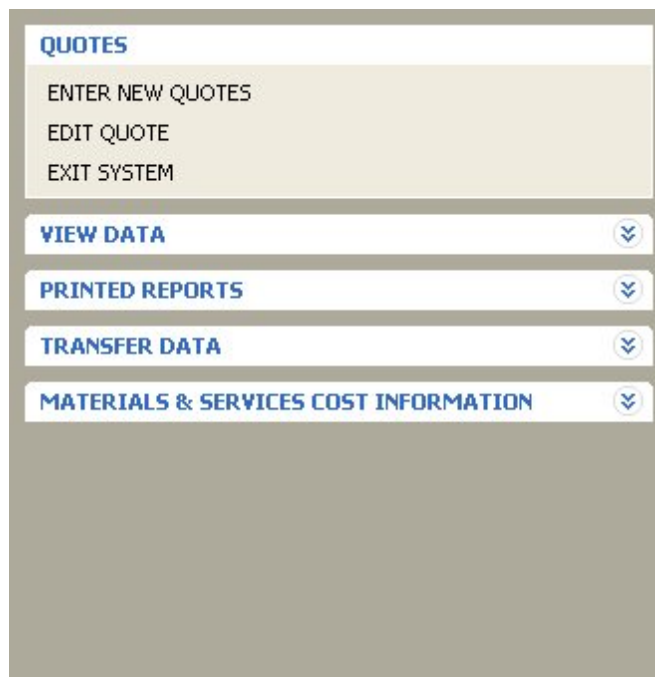 QUOTES
ENTER NEW QUOTES
EDIT QUOTE
EXIT SYSTEM
VIEW DATA
PRINTED REPORTS
TRANSFER DATA
MATERIALS & SERVICES COST INFORMATION